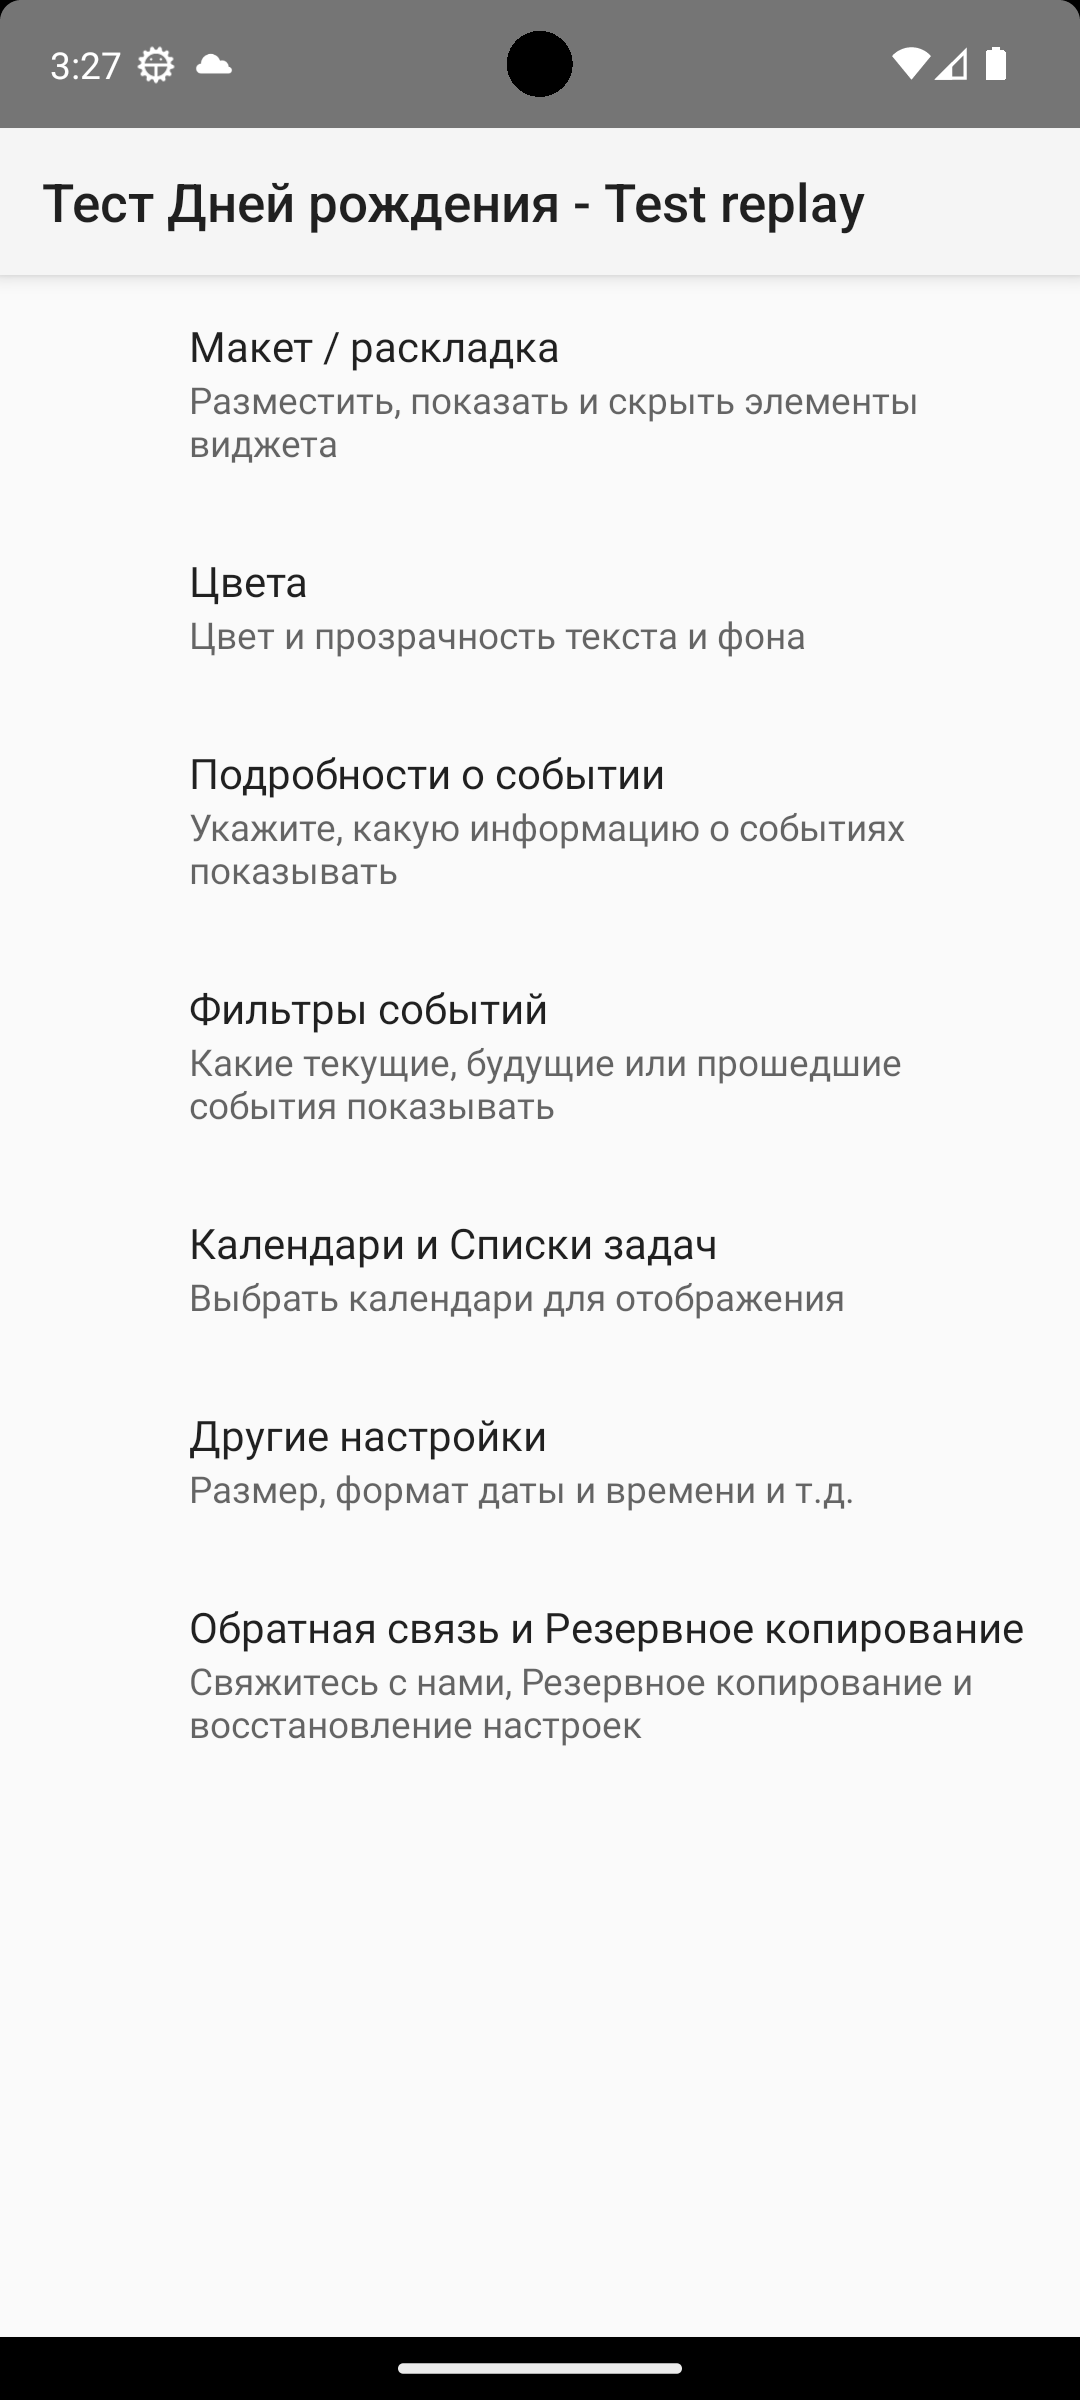 3:27
Тест Дней рождения - Test replay
Макет / раскладка
Разместить, показать и скрыть элементы
виджета
Цвета
Цвет и прозрачность текста и фона
Подробности о событии
Укажите, какую информацию о событиях
показывать
Фильтры событий
Какие текущие, будущие или прошедшие
события показывать
Календари и Списки задач
Выбрать календари для отображения
Другие настройки
Размер, формат даты и времени и т.д.
Обратная связь и Резервное копирование
Свяжитесь с нами, Резервное копирование и
восстановление настроек